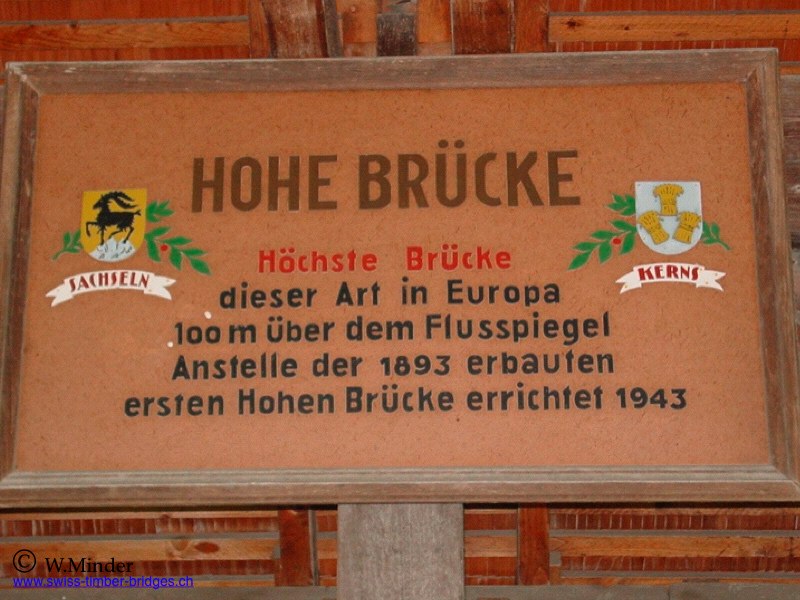 HOHE BRÜCKE
SACHSELN
KERNS
Höchste Brücke
dieser Art in Europa
100m über dem Flusspiegel
Anstelle der 1893 erbauten
ersten Hohen Brücke errichtet 1943
© W.Minder
www.swiss-timber-bridges.ch